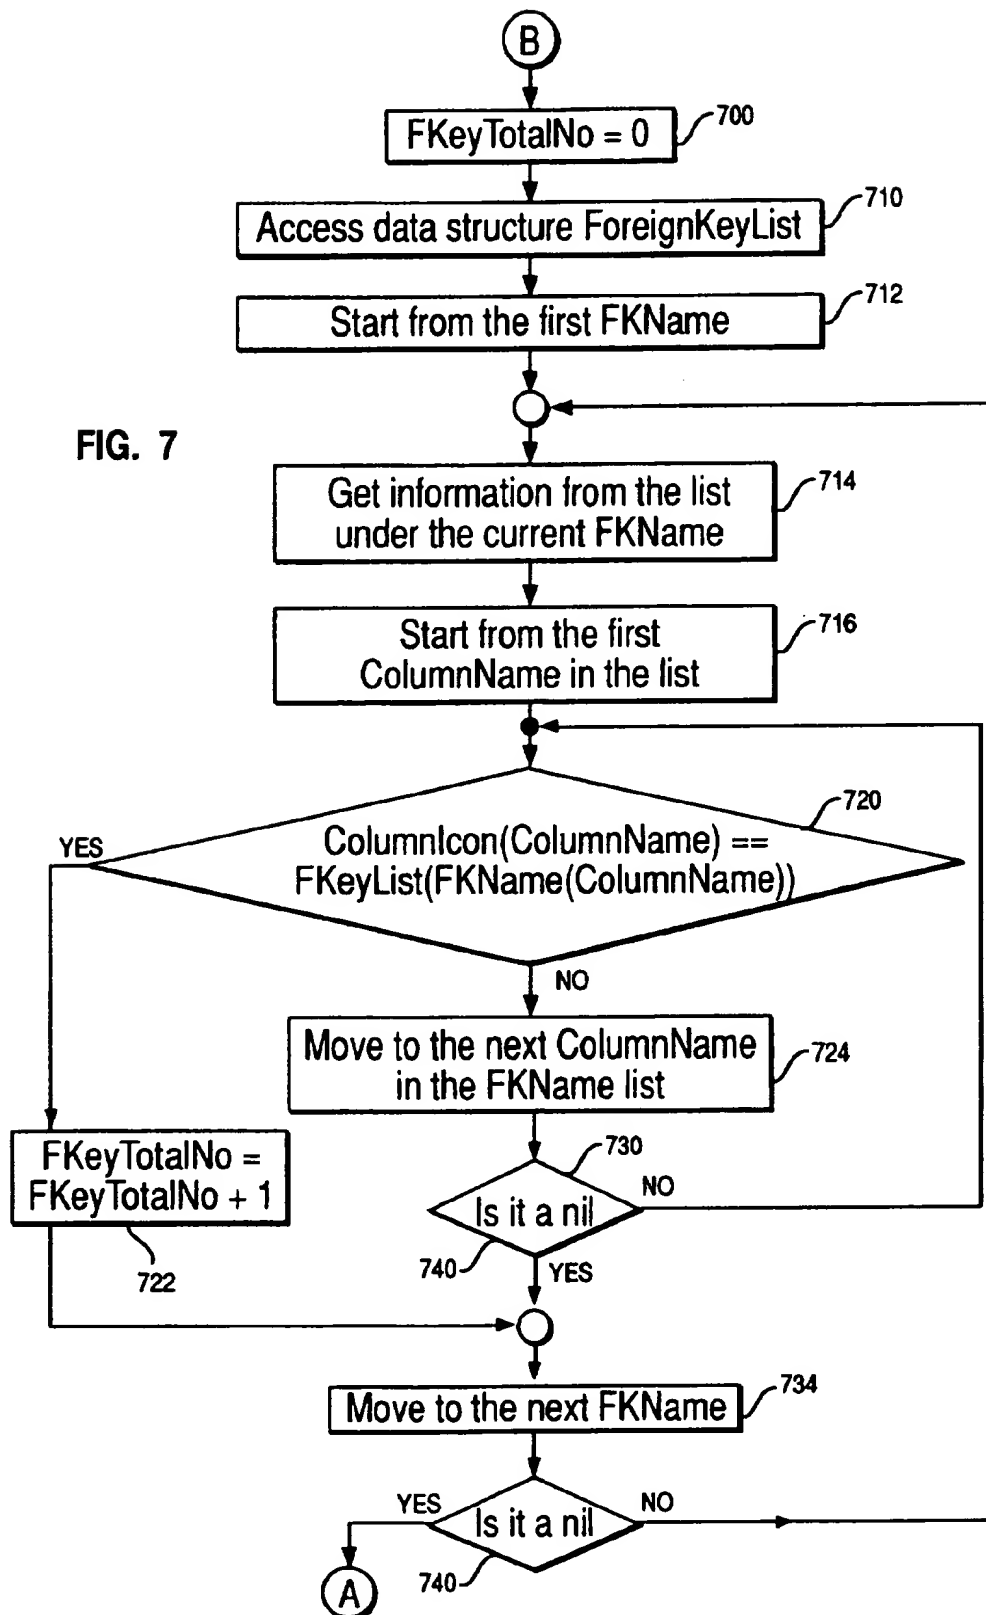 B
FKeyTotalNo = 0
700
Access data structure ForeignKeyList
710
Start from the first FKName
712
FIG. 7
Get information from the list
under the current FKName
714
Start from the first
ColumnName in the list
716
720
YES
ColumnIcon(ColumnName) ==
FKeyList(FKName(ColumnName))
NO
Move to the next ColumnName
in the FKName list
724
FKeyTotalNo =
FKeyTotalNo + 1
722
730
Is it a nil
NO
740
YES
Move to the next FKName
734
YES
Is it a nil
NO
740
A